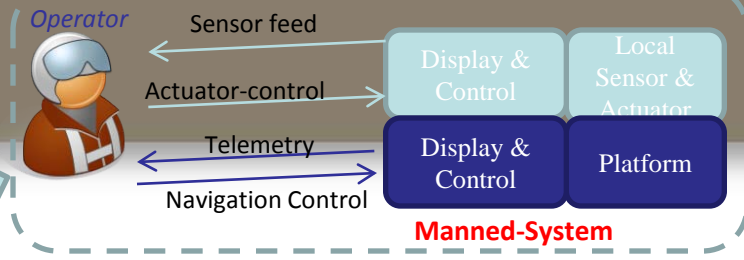 Operator
Sensor feed
Actuator-control
Telemetry
Navigation Control
Display &
Control
Local
Sensor &
Actuator
Display &
Control
Platform
Manned-System